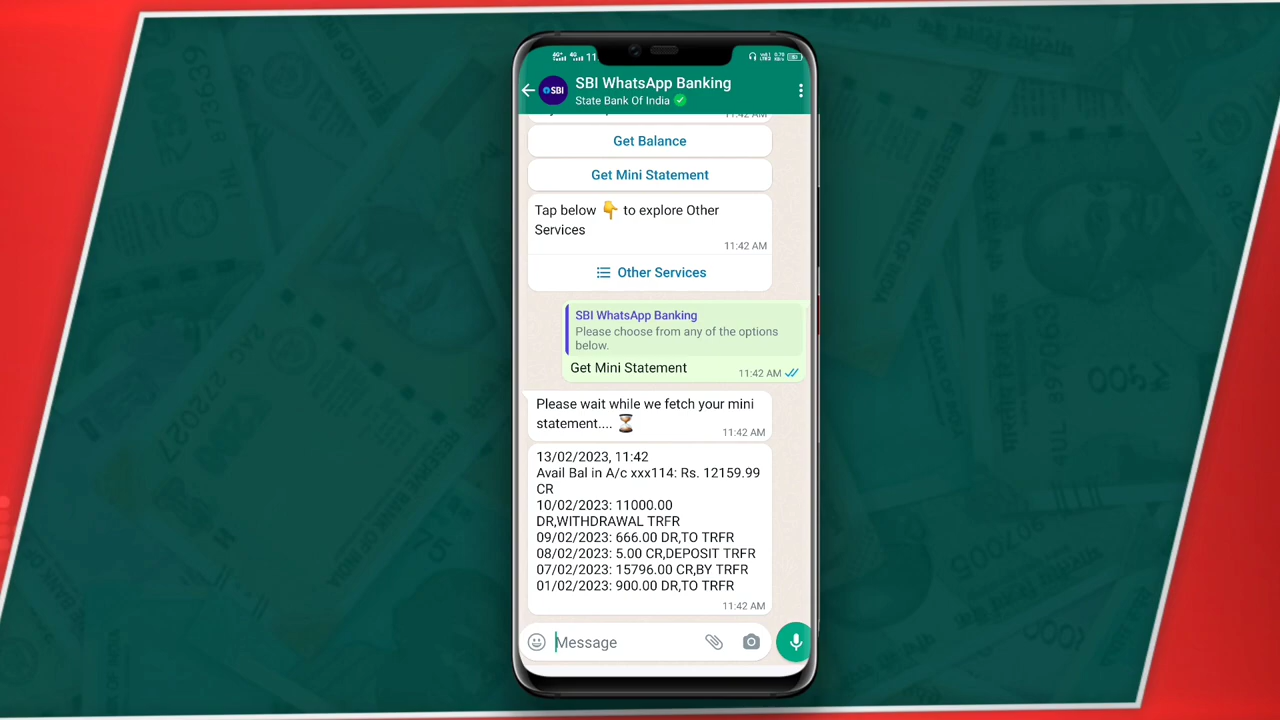 11
SBI WhatsApp Banking
SBI
State Bank Of India
11:42 AM
Get Balance
Get Mini Statement
Tap below 👇 to explore Other
Services
11:42 AM
Other Services
SBI WhatsApp Banking
Please choose from any of the options
below.
Get Mini Statement
11:42 AM
Please wait while we fetch your mini
statement.... ⏳
11:42 AM
13/02/2023, 11:42
Avail Bal in A/c xxx114: Rs. 12159.99
CR
10/02/2023: 11000.00
DR,WITHDRAWAL TRFR
09/02/2023: 666.00 DR,TO TRFR
08/02/2023: 5.00 CR,DEPOSIT TRFR
07/02/2023: 15796.00 CR,BY TRFR
01/02/2023: 900.00 DR,TO TRFR
11:42 AM
Message